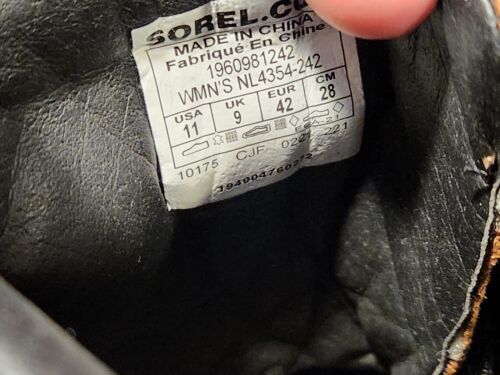 SOREL.CO
MADE IN CHINA
Fabriqué En Chine
1960981242
WMN'S NL4354-242
USA UK EUR CM
11 9 42 28
10175 CJF